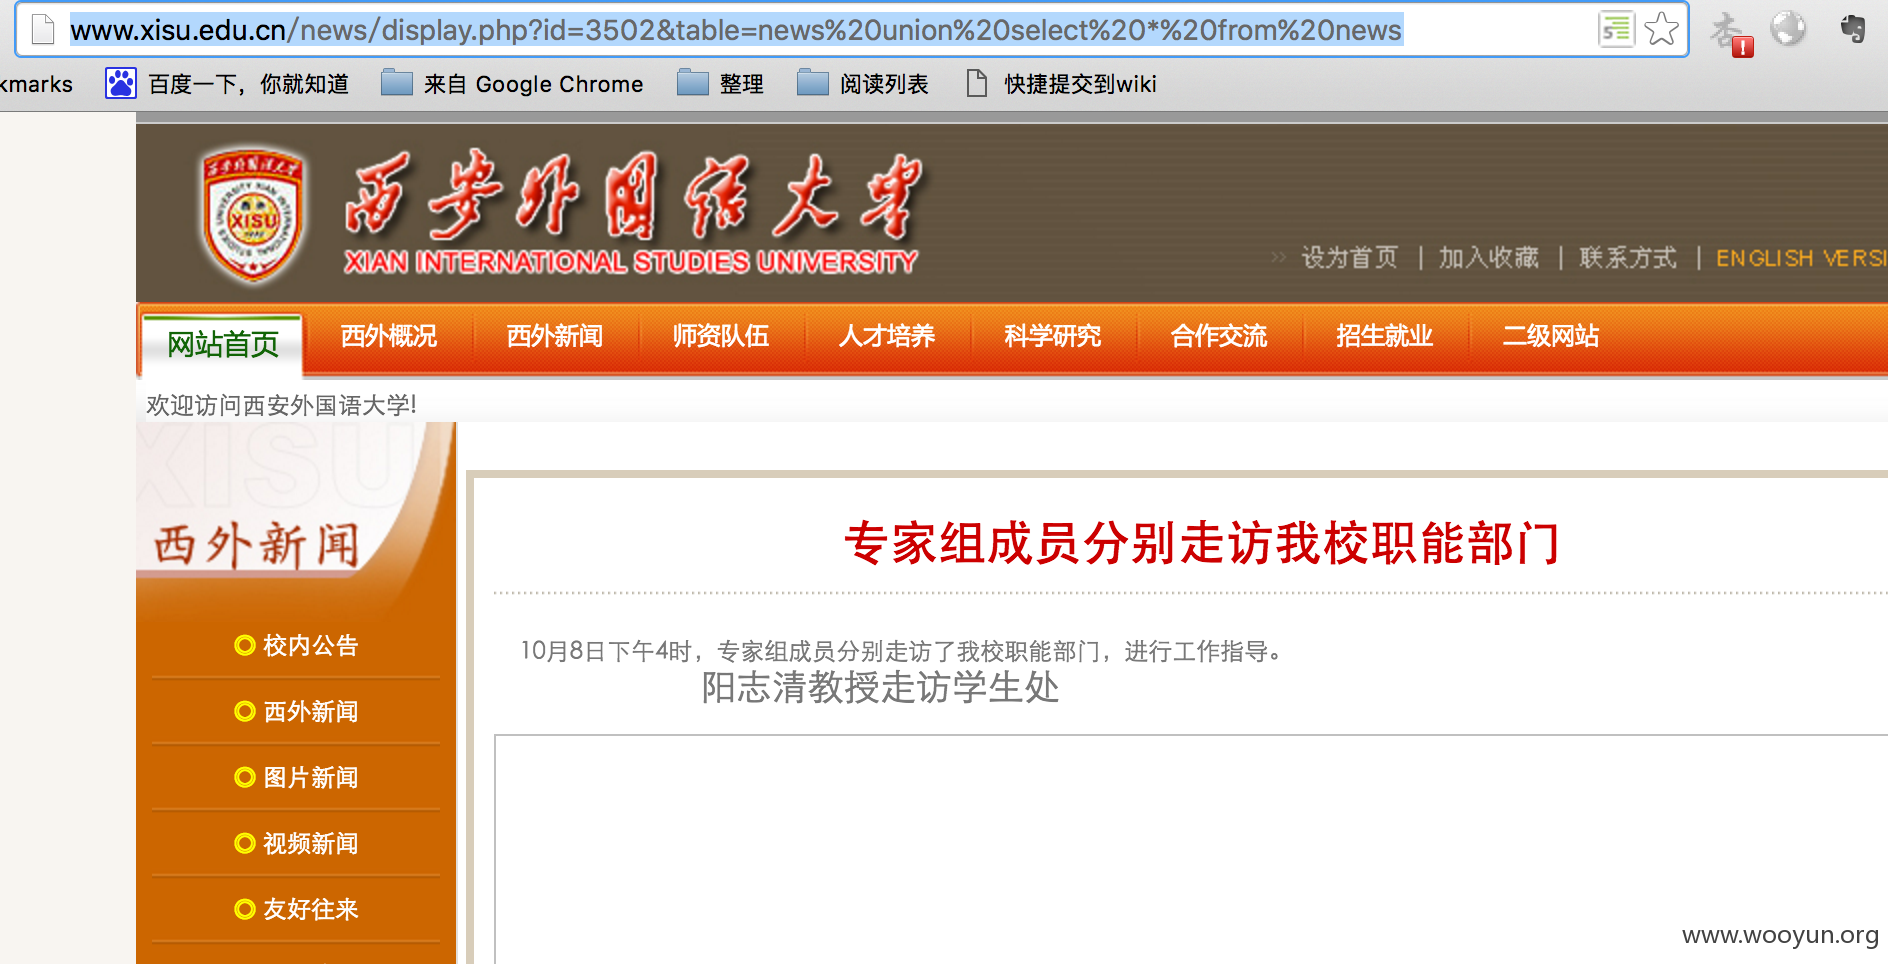 www.xisu.edu.cn/news/display.php?id=3502&table=news%20union%20select%20*%20from%20news
kmarks 百度一下，你就知道 来自 Google Chrome 整理 阅读列表 快捷提交到wiki
西安外国语大学
XISU
西安外国语大学
XIAN INTERNATIONAL STUDIES UNIVERSITY
» 设为首页 | 加入收藏 | 联系方式 | ENGLISH VERSI
网站首页 西外概况 西外新闻 师资队伍 人才培养 科学研究 合作交流 招生就业 二级网站
欢迎访问西安外国语大学!
XISU
西外新闻
校内公告
西外新闻
图片新闻
视频新闻
友好往来
专家组成员分别走访我校职能部门
10月8日下午4时，专家组成员分别走访了我校职能部门，进行工作指导。
阳志清教授走访学生处
www.wooyun.org